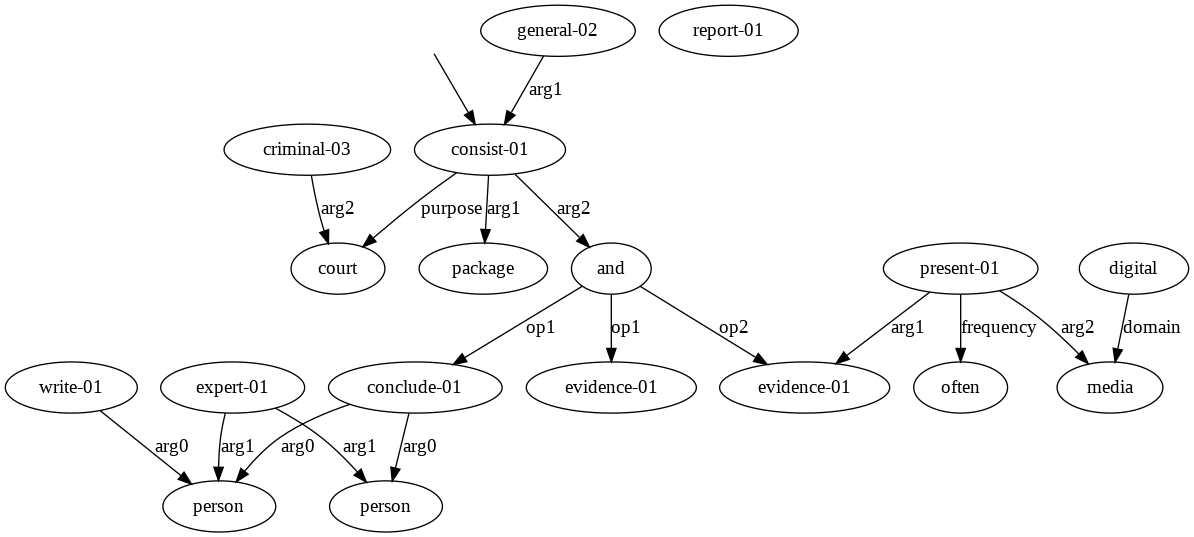 general-02
report-01
arg1
criminal-03
consist-01
arg2
purpose
arg1
arg2
court
package
and
present-01
digital
op1
op1
op2
arg1
frequency
arg2
domain
write-01
expert-01
conclude-01
evidence-01
evidence-01
often
media
arg0
arg1
arg0
arg1
arg0
person
person